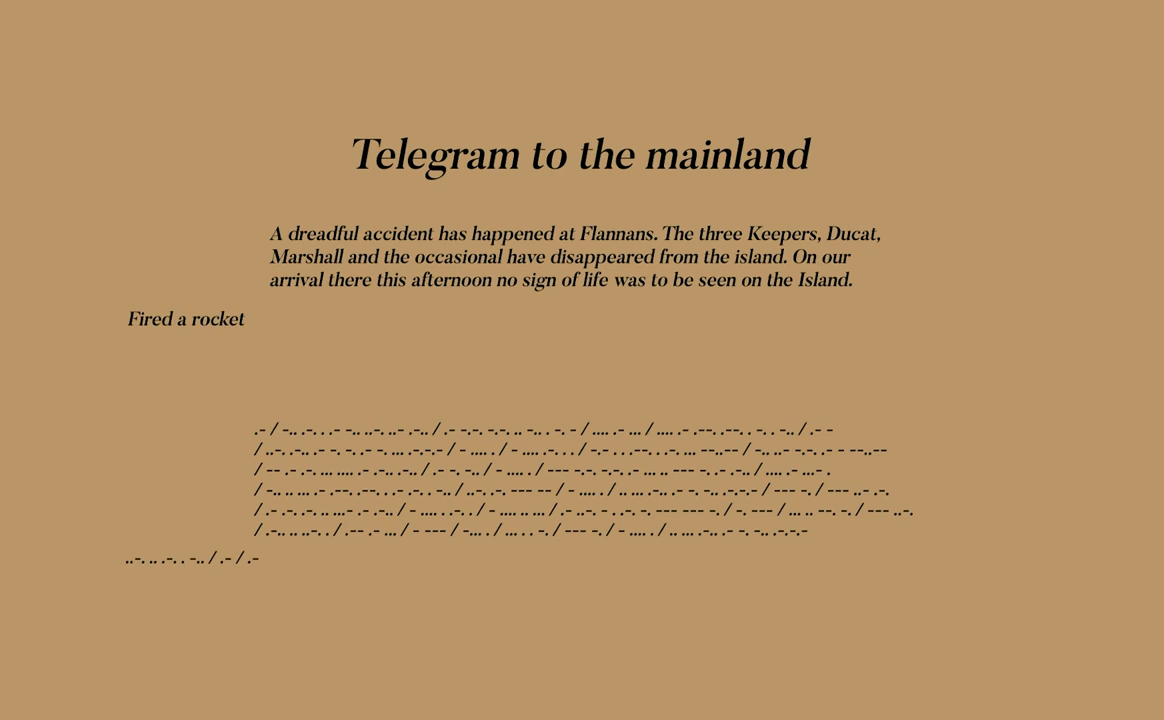 Telegram to the mainland
A dreadful accident has happened at Flannans. The three Keepers, Ducat,
Marshall and the occasional have disappeared from the island. On our
arrival there this afternoon no sign of life was to be seen on the Island.
Fired a rocket
.- / -.. .-. . .- -.. ..-. ..- .-.. / .- -.-. -.-. .. -.. . -. - / .... .- ... / .... .- .--. .--. . -. . -.. / .- -
/ ..-. .-.. .- -. -. .- -. ... .-.-.- / - .... . / - .... .-. . . / -.- . . .--. . .-. ... --..-- / -.. ..- -.-. .- - --..--
/ -- .- .-. ... .... .- .-.. .-.. / .- -. -.. / - .... . / --- -.-. -.-. .- ... .. --- -. .- .-.. / .... .- ...- .
/ -.. .. ... .- .--. .--. . .- .-. . -.. / ..-. .-. --- -- / - .... . / .. ... .-.. .- -. -.. .-.-.- / --- -. / --- ..- .-.
/ .- .-. .-. .. ...- .- .-.. / - .... . .-. . / - .... .. ... / .- ..-. - . .-. -. --- --- -. / -. --- / ... .. --. -. / --- ..-.
/ .-.. .. ..-. . / .-- .- ... / - --- / -... . / ... . . -. / --- -. / - .... . / .. ... .-.. .- -. -.. .-.-.-
..-. .. .-. . -.. / .- / .-